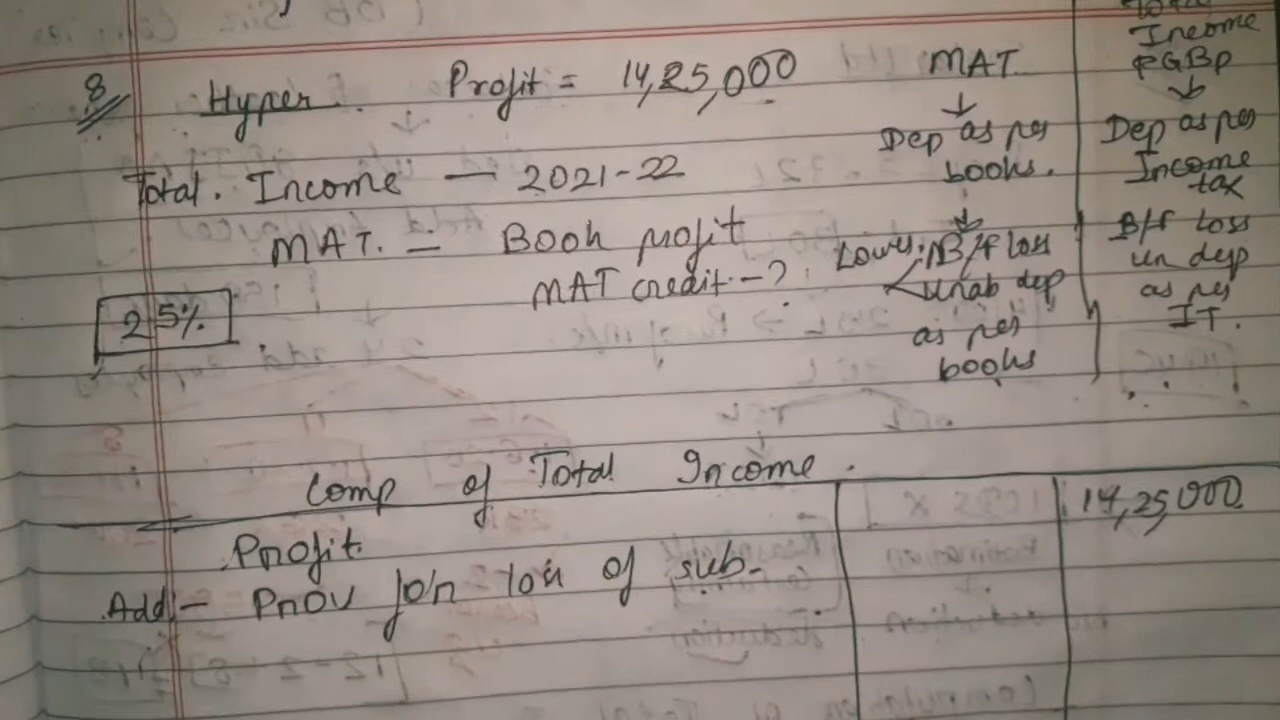 8
Hyper. Profit = 14,25,000
Total. Income — 2021-22
MAT. — Book profit
MAT credit - ?
25%
MAT.
↓
Dep as per
books.
↓
Lower: B/f loss
unab dep
as per
books
Income
PGBP
↓
Dep as per
Income
tax
B/f Loss
un dep
as per
IT.
Comp of Total Income.
Profit. 14,25,000
Add:- Prov for loss of sub-